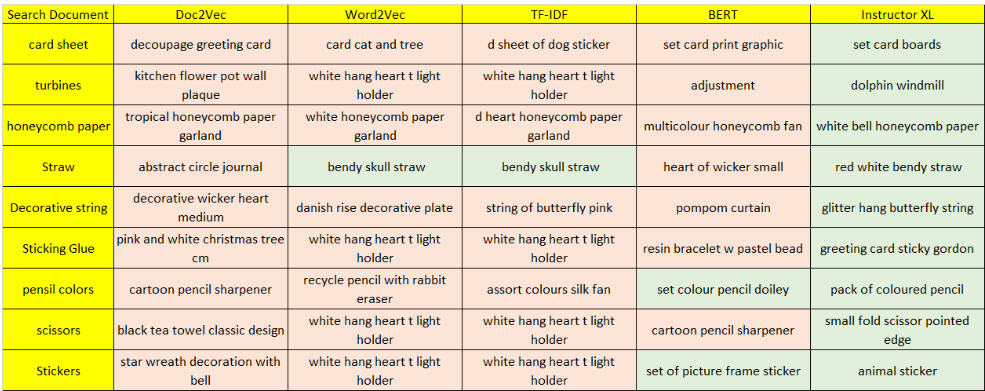 Search Document Doc2Vec Word2Vec TF-IDF BERT Instructor XL
card sheet decoupage greeting card card cat and tree d sheet of dog sticker set card print graphic set card boards
turbines kitchen flower pot wall plaque white hang heart t light holder white hang heart t light holder adjustment dolphin windmill
honeycomb paper tropical honeycomb paper garland white honeycomb paper garland d heart honeycomb paper garland multicolour honeycomb fan white bell honeycomb paper
Straw abstract circle journal bendy skull straw bendy skull straw heart of wicker small red white bendy straw
Decorative string decorative wicker heart medium danish rise decorative plate string of butterfly pink pompom curtain glitter hang butterfly string
Sticking Glue pink and white christmas tree cm white hang heart t light holder white hang heart t light holder resin bracelet w pastel bead greeting card sticky gordon
pensil colors cartoon pencil sharpener recycle pencil with rabbit eraser assort colours silk fan set colour pencil doiley pack of coloured pencil
scissors black tea towel classic design white hang heart t light holder white hang heart t light holder cartoon pencil sharpener small fold scissor pointed edge
Stickers star wreath decoration with bell white hang heart t light holder white hang heart t light holder set of picture frame sticker animal sticker